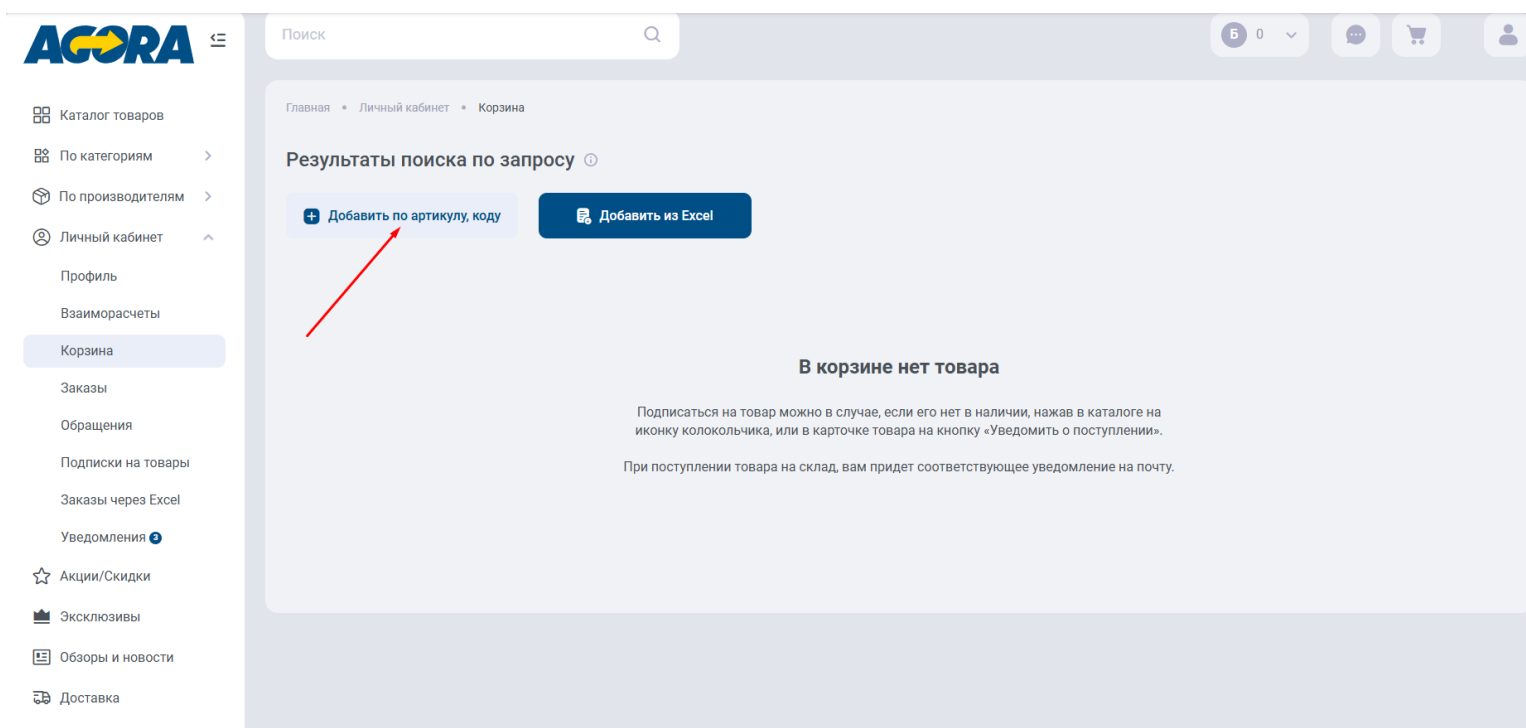 AGORA
Поиск
Б 0
Главная • Личный кабинет • Корзина
Результаты поиска по запросу
Добавить по артикулу, коду
Добавить из Excel
В корзине нет товара
Подписаться на товар можно в случае, если его нет в наличии, нажав в каталоге на
иконку колокольчика, или в карточке товара на кнопку «Уведомить о поступлении».
При поступлении товара на склад, вам придет соответствующее уведомление на почту.
Каталог товаров
По категориям
По производителям
Личный кабинет
Профиль
Взаиморасчеты
Корзина
Заказы
Обращения
Подписки на товары
Заказы через Excel
Уведомления 3
Акции/Скидки
Эксклюзивы
Обзоры и новости
Доставка